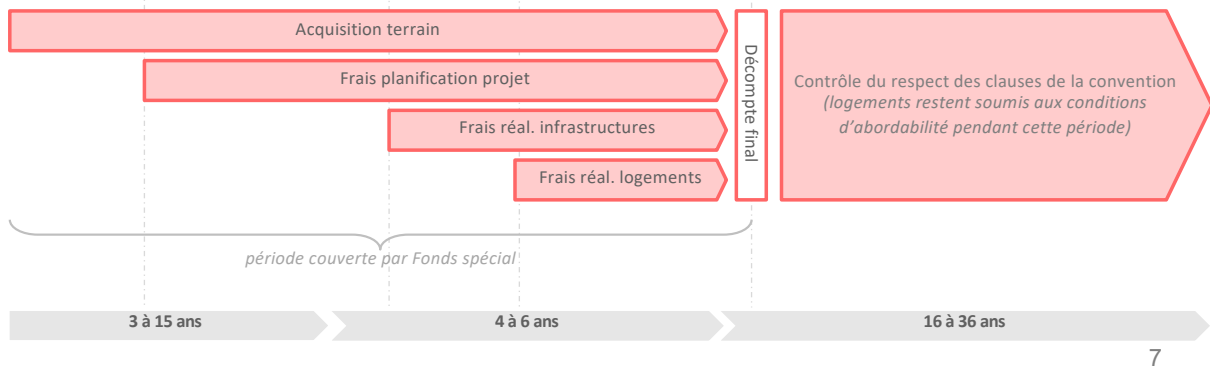 Acquisition terrain
Frais planification projet
Frais réal. infrastructures
Frais réal. logements
Décompte final
Contrôle du respect des clauses de la convention
(logements restent soumis aux conditions
d’abordabilité pendant cette période)
période couverte par Fonds spécial
3 à 15 ans
4 à 6 ans
16 à 36 ans
7